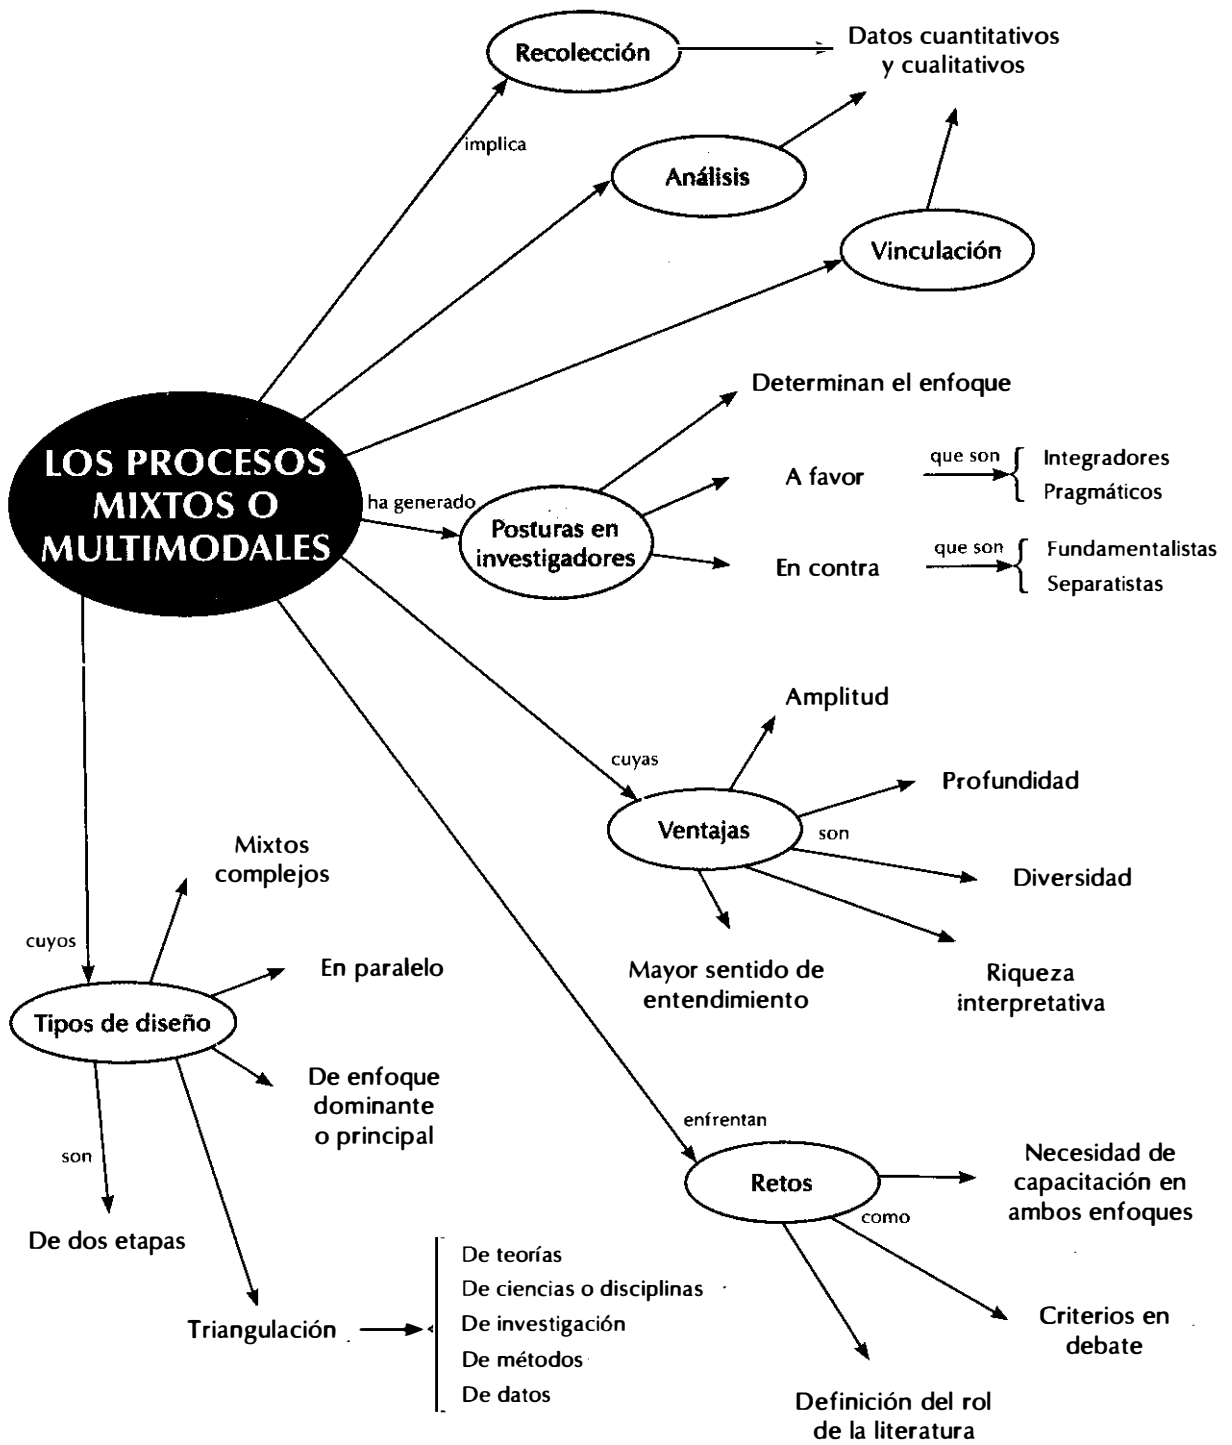 Recolección
Datos cuantitativos
y cualitativos
implica
Análisis
Vinculación
LOS PROCESOS
MIXTOS O
MULTIMODALES
ha generado
Posturas en
investigadores
Determinan el enfoque
A favor
que son
Integradores
Pragmáticos
En contra
que son
Fundamentalistas
Separatistas
cuyas
Ventajas
son
Amplitud
Profundidad
Diversidad
Riqueza
interpretativa
Mayor sentido de
entendimiento
cuyos
Tipos de diseño
son
Mixtos
complejos
En paralelo
De enfoque
dominante
o principal
De dos etapas
Triangulación
De teorías
De ciencias o disciplinas
De investigación
De métodos
De datos
enfrentan
Retos
como
Necesidad de
capacitación en
ambos enfoques
Criterios en
debate
Definición del rol
de la literatura